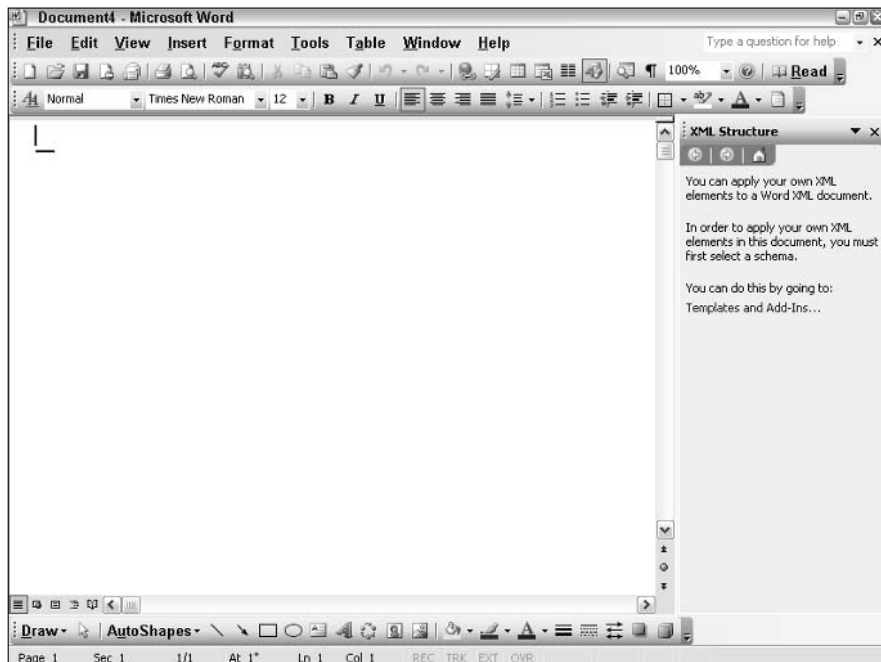 Document4 - Microsoft Word
File Edit View Insert Format Tools Table Window Help Type a question for help
100% Read
Normal Times New Roman 12 B I U
XML Structure
You can apply your own XML
elements to a Word XML document.
In order to apply your own XML
elements in this document, you must
first select a schema.
You can do this by going to:
Templates and Add-Ins...
Draw AutoShapes
Page 1 Sec 1 1/1 At 1" Ln 1 Col 1 REC TRK EXT OVR